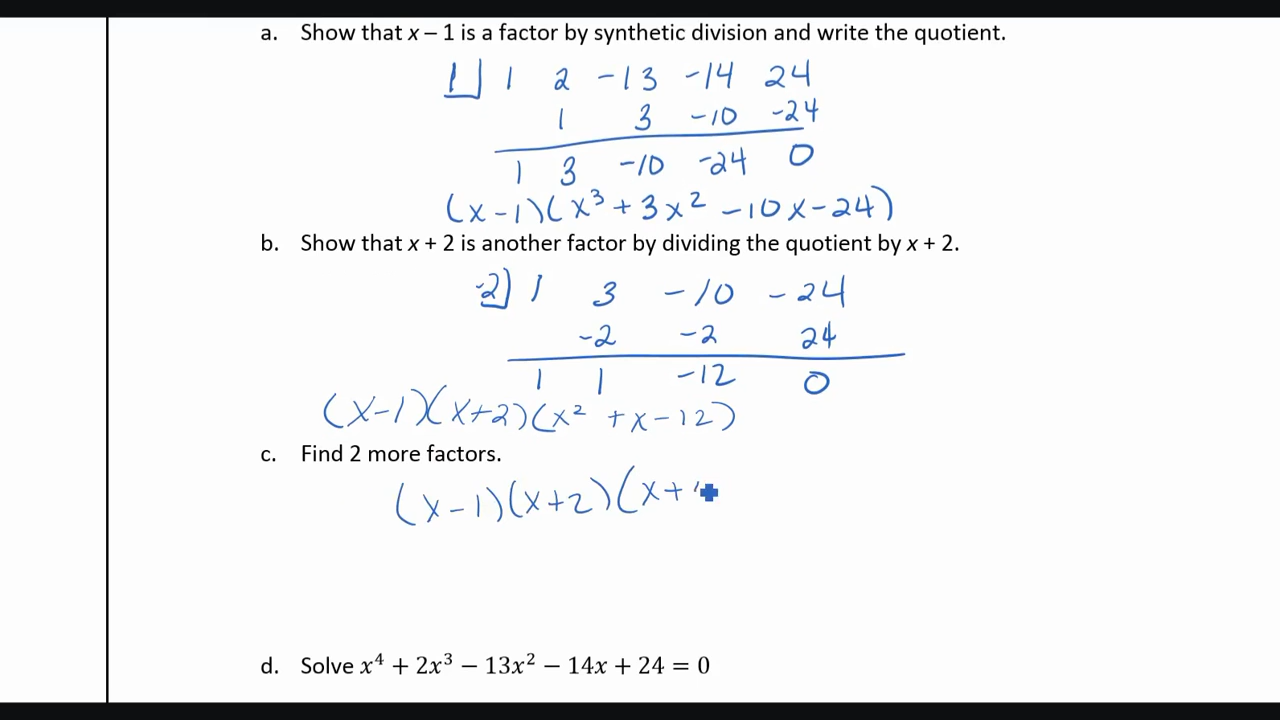 a. Show that x – 1 is a factor by synthetic division and write the quotient.
1 1 2 -13 -14 24
1 3 -10 -24
1 3 -10 -24 0
(x-1)(x³+3x²-10x-24)
b. Show that x + 2 is another factor by dividing the quotient by x + 2.
-2 1 3 -10 -24
-2 -2 24
1 1 -12 0
(x-1)(x+2)(x²+x-12)
c. Find 2 more factors.
(x-1)(x+2)(x+
d. Solve x⁴ + 2x³ − 13x² − 14x + 24 = 0